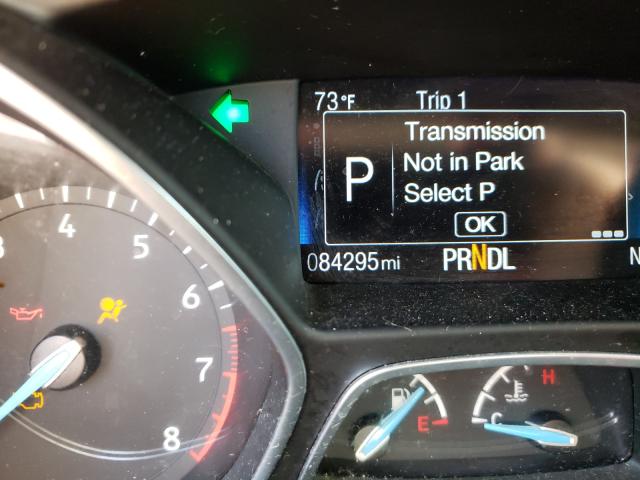 73°F Trip 1
Transmission
Not in Park
P
Select P
OK
084295mi PRNDL N
4
5
6
7
8
E
H
C